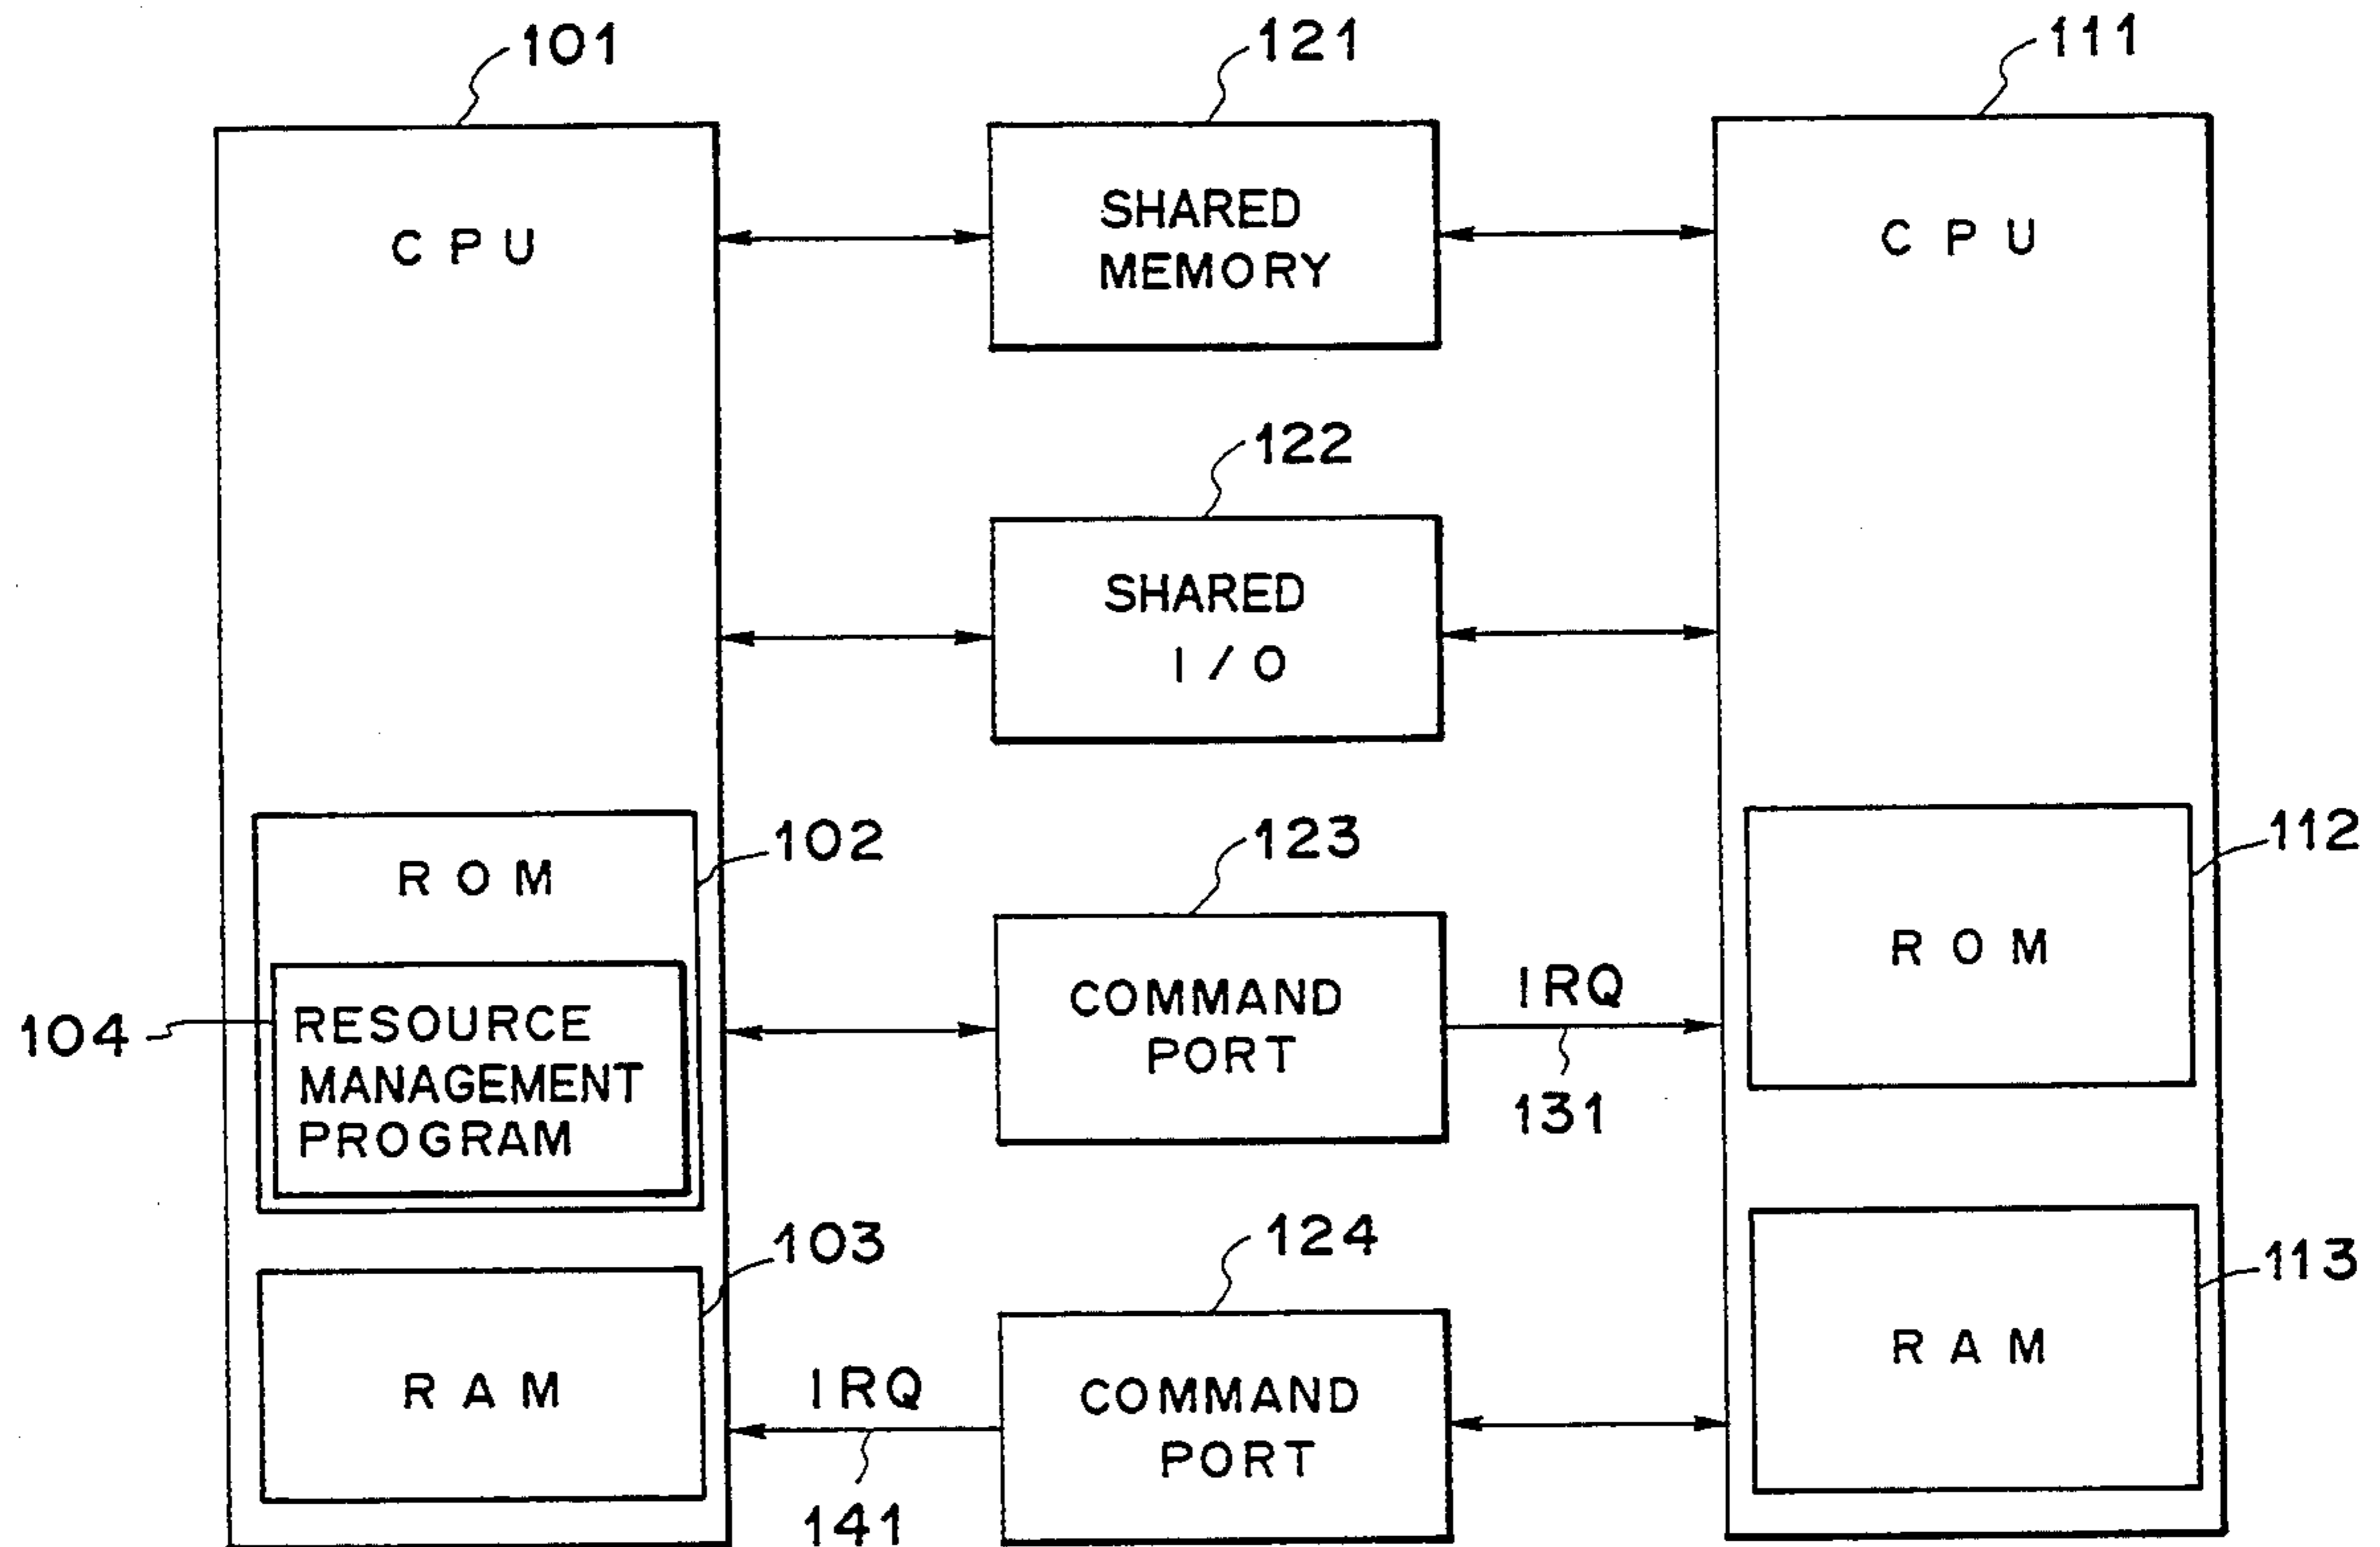 101
121
111
CPU
SHARED
MEMORY
CPU
122
SHARED
I/O
102
ROM
123
112
ROM
104
RESOURCE
MANAGEMENT
PROGRAM
COMMAND
PORT
IRQ
131
103
RAM
124
113
RAM
IRQ
141
COMMAND
PORT